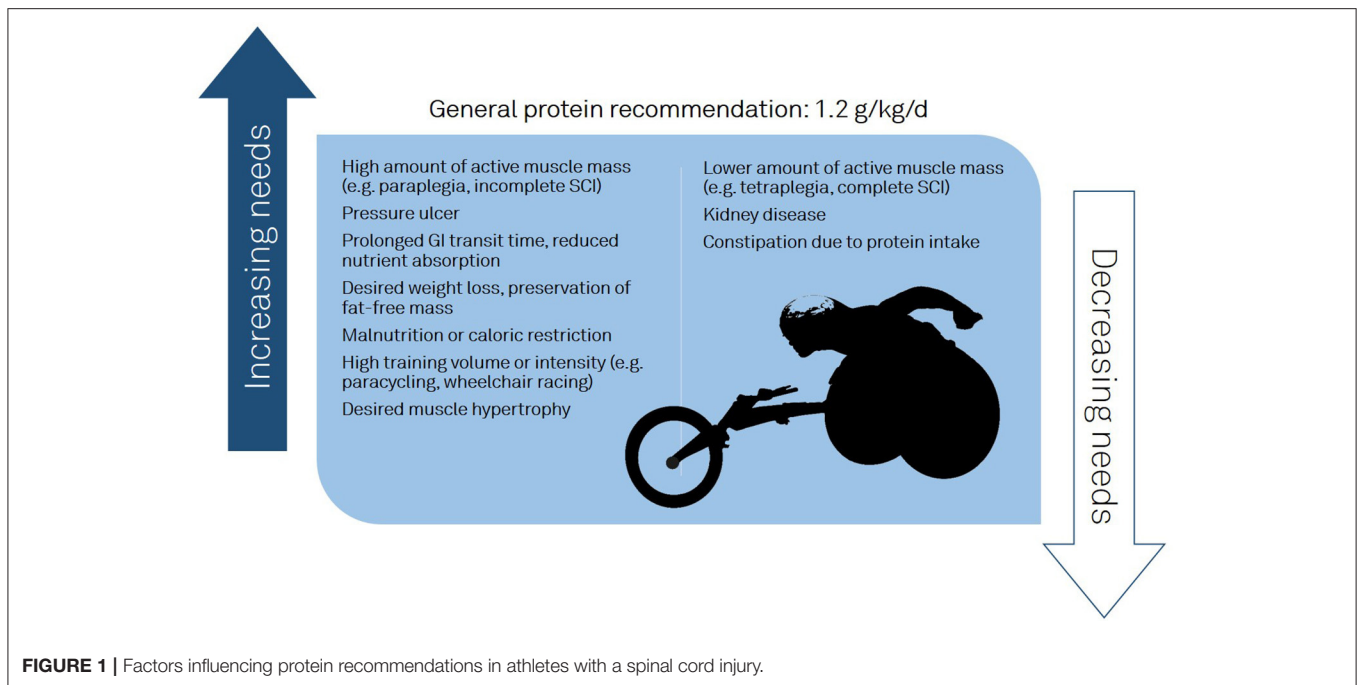 General protein recommendation: 1.2 g/kg/d
Increasing needs
High amount of active muscle mass
(e.g. paraplegia, incomplete SCI)
Pressure ulcer
Prolonged GI transit time, reduced
nutrient absorption
Desired weight loss, preservation of
fat-free mass
Malnutrition or caloric restriction
High training volume or intensity (e.g.
paracycling, wheelchair racing)
Desired muscle hypertrophy
Lower amount of active muscle mass
(e.g. tetraplegia, complete SCI)
Kidney disease
Constipation due to protein intake
Decreasing needs
FIGURE 1 | Factors influencing protein recommendations in athletes with a spinal cord injury.